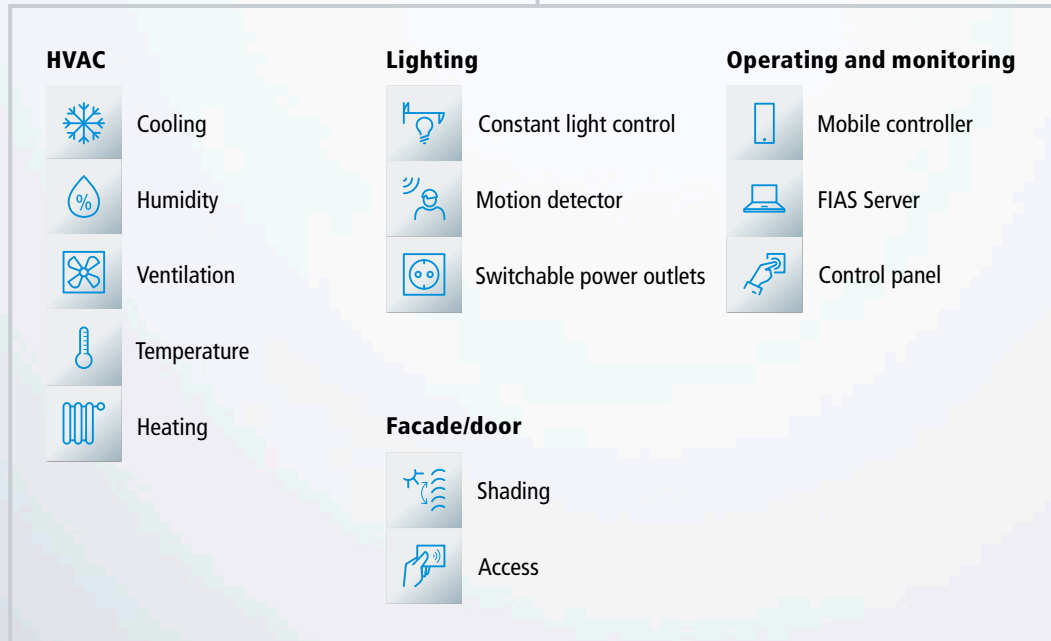 HVAC
Cooling
%
Humidity
Ventilation
Temperature
Heating
Lighting
Constant light control
Motion detector
Switchable power outlets
Facade/door
Shading
Access
Operating and monitoring
Mobile controller
FIAS Server
Control panel